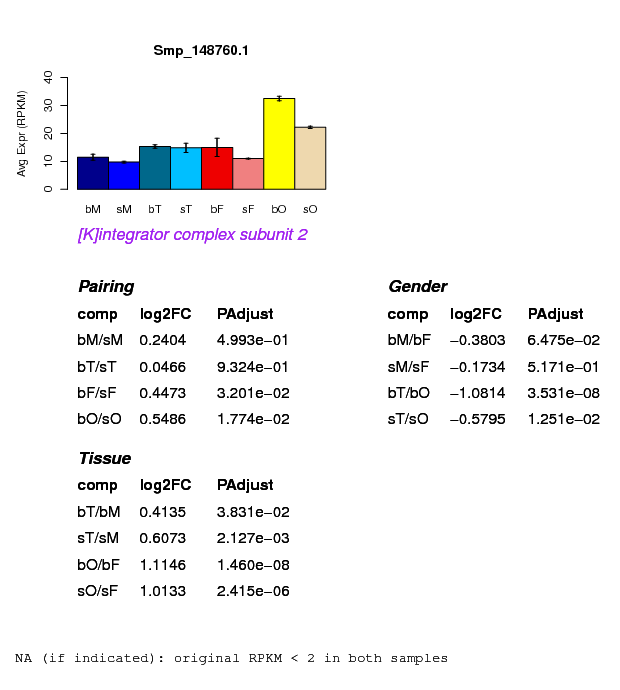 Smp_148760.1
Avg Expr (RPKM)
40
30
20
10
0
bM sM bT sT bF sF bO sO
[K]integrator complex subunit 2
Pairing
comp log2FC PAdjust
bM/sM 0.2404 4.993e−01
bT/sT 0.0466 9.324e−01
bF/sF 0.4473 3.201e−02
bO/sO 0.5486 1.774e−02
Gender
comp log2FC PAdjust
bM/bF −0.3803 6.475e−02
sM/sF −0.1734 5.171e−01
bT/bO −1.0814 3.531e−08
sT/sO −0.5795 1.251e−02
Tissue
comp log2FC PAdjust
bT/bM 0.4135 3.831e−02
sT/sM 0.6073 2.127e−03
bO/bF 1.1146 1.460e−08
sO/sF 1.0133 2.415e−06
NA (if indicated): original RPKM < 2 in both samples